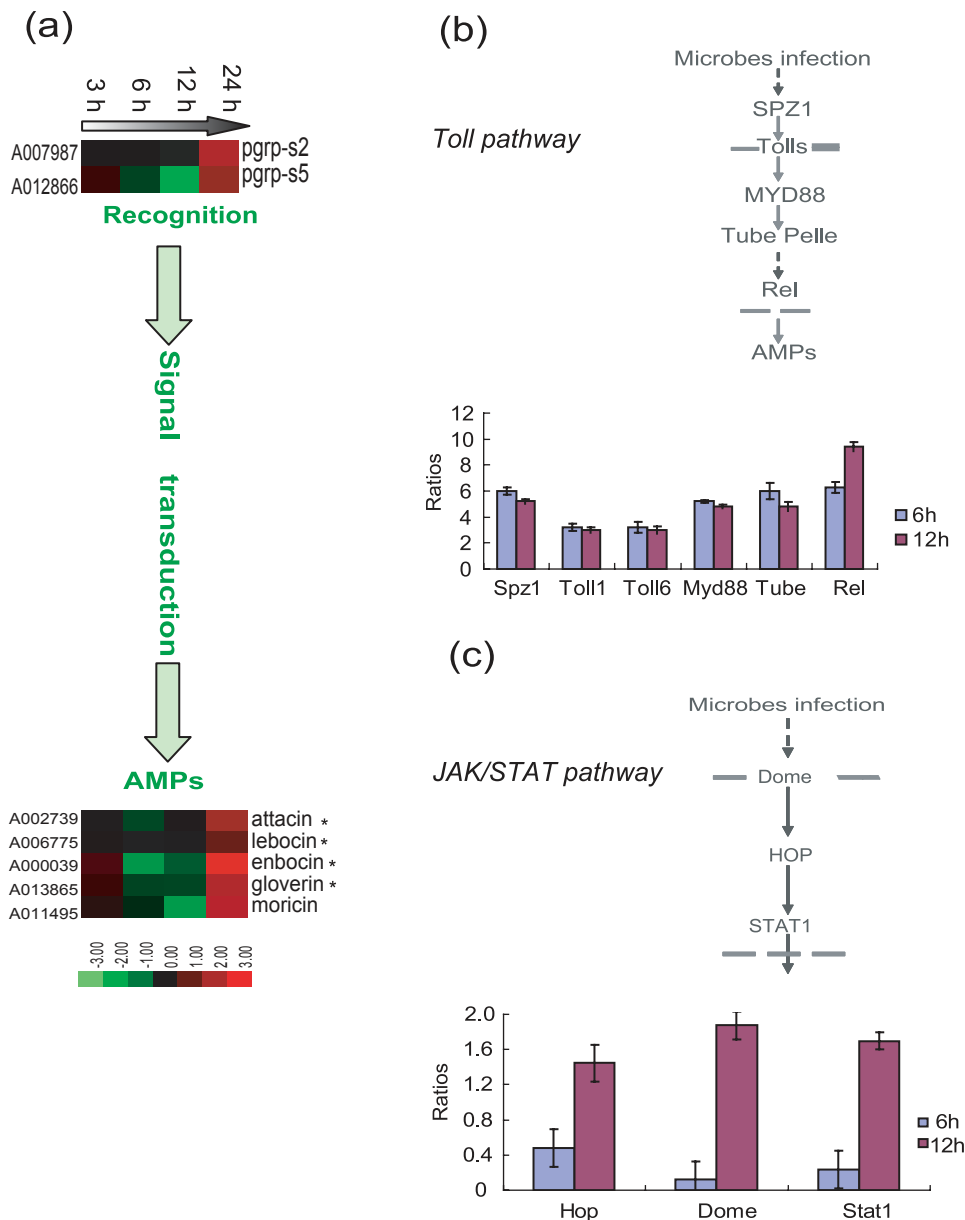 (a)
3 h 6 h 12 h 24 h
A007987 pgrp-s2
A012866 pgrp-s5
Recognition
Signal transduction
AMPs
A002739 attacin *
A006775 lebocin *
A000039 enbocin *
A013865 gloverin *
A011495 moricin
-3.00 -2.00 -1.00 0.00 1.00 2.00 3.00
(b)
Microbes infection
SPZ1
Toll pathway
Tolls
MYD88
Tube Pelle
Rel
AMPs
12
10
8
6
4
2
0
Ratios
6h
12h
Spz1 Toll1 Toll6 Myd88 Tube Rel
(c)
Microbes infection
JAK/STAT pathway
Dome
HOP
STAT1
2.0
1.6
1.2
0.8
0.4
0
Ratios
6h
12h
Hop Dome Stat1